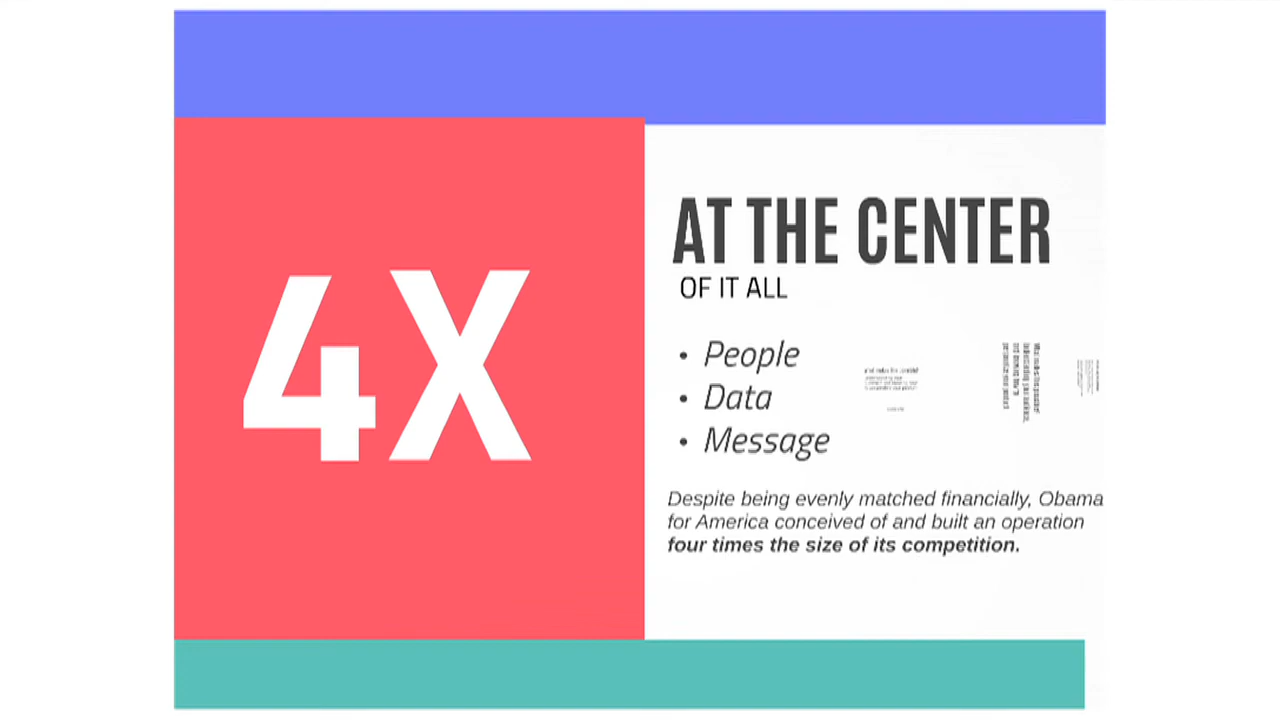 4X
AT THE CENTER
OF IT ALL
• People
• Data
• Message
Despite being evenly matched financially, Obama
for America conceived of and built an operation
four times the size of its competition.